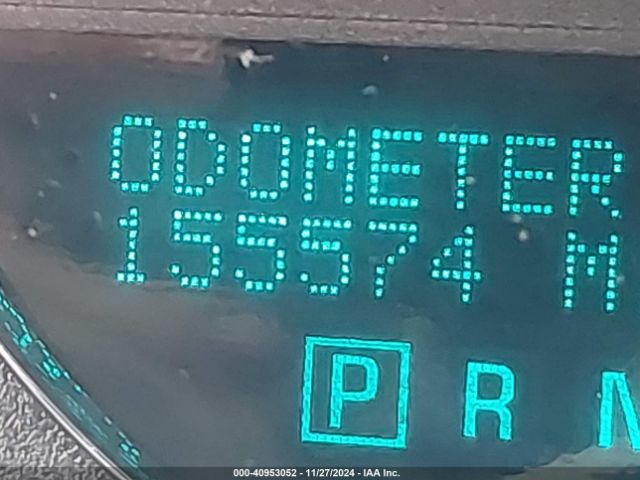 ODOMETER
155574 M
P R N
000-40953052 - 11/27/2024 - IAA Inc.